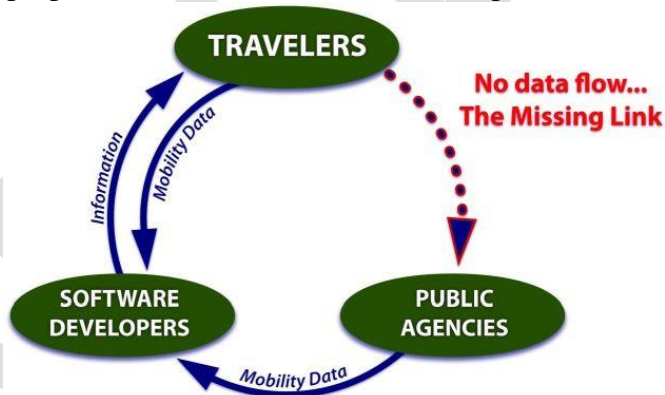 TRAVELERS
No data flow...
The Missing Link
Information
Mobility Data
SOFTWARE
DEVELOPERS
PUBLIC
AGENCIES
Mobility Data